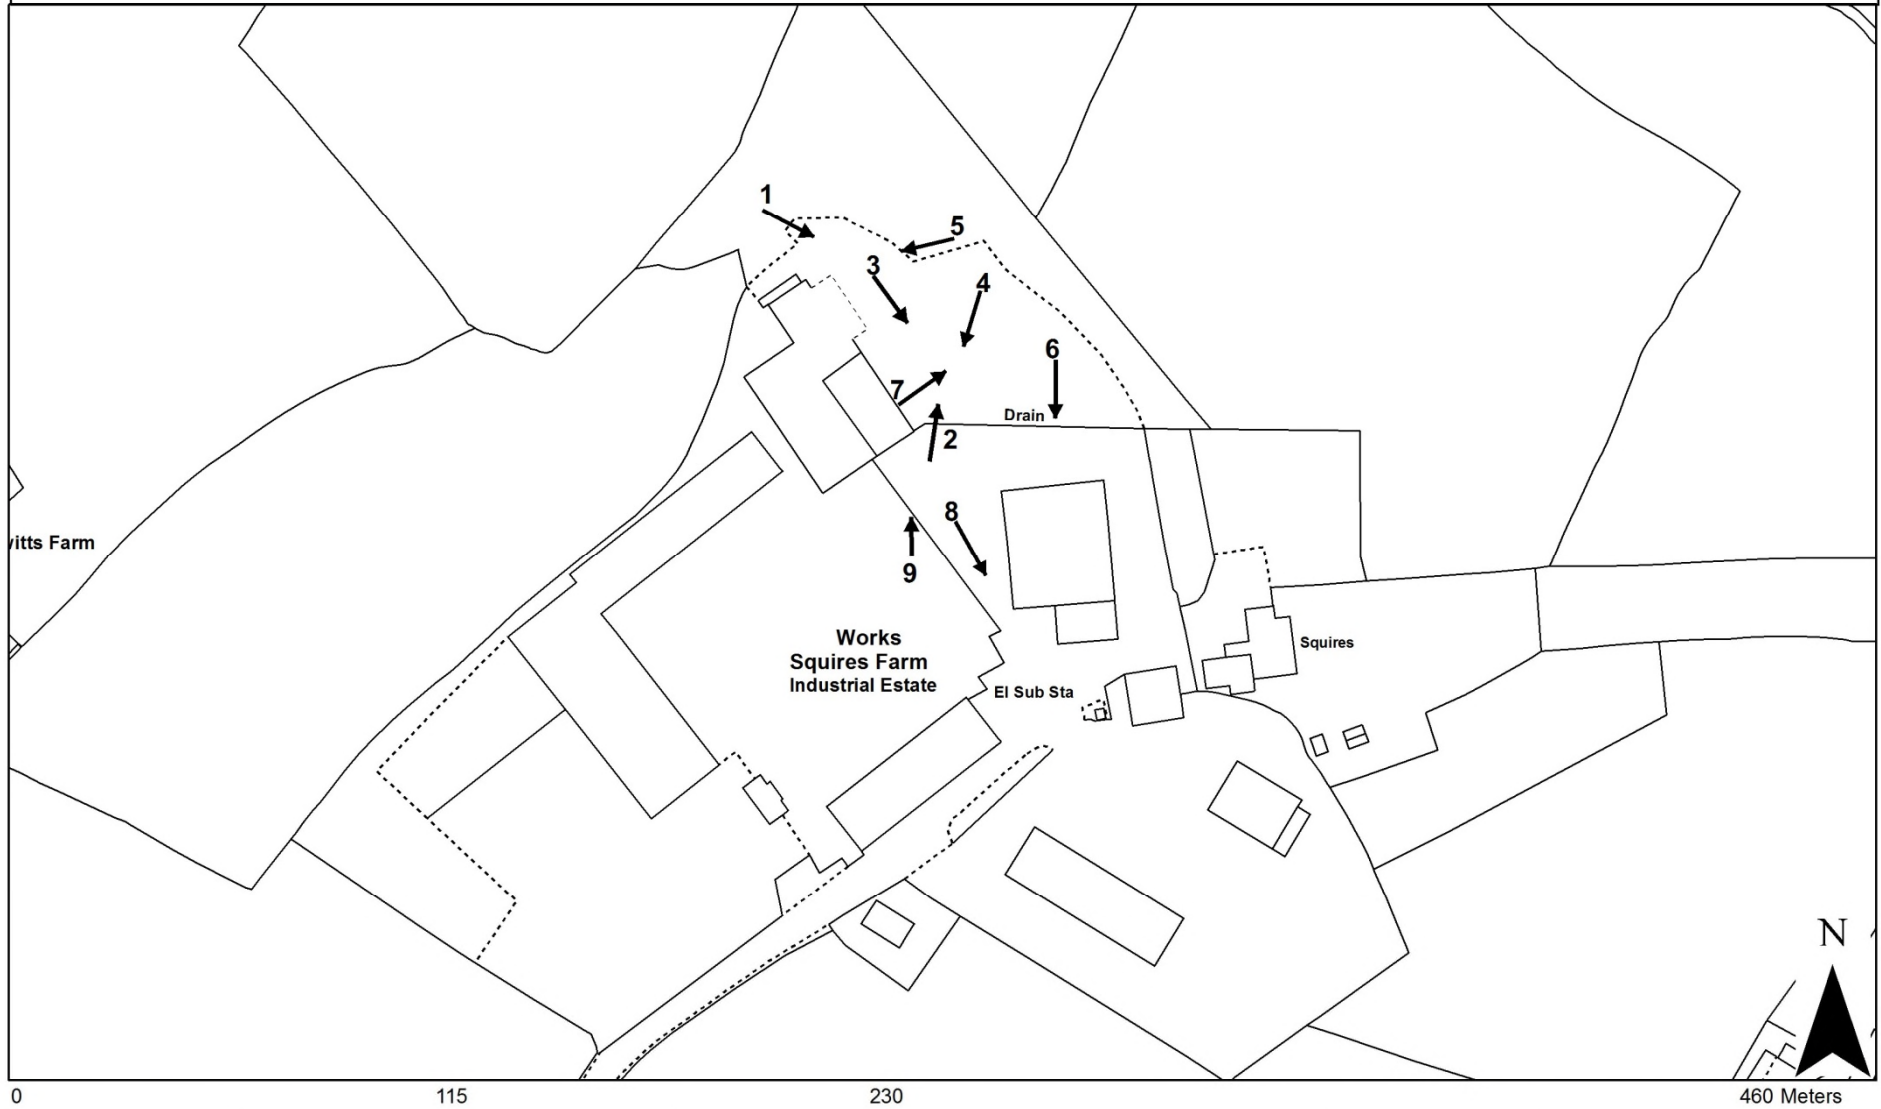 1
5
3
4
6
7
Drain
2
8
9
itts Farm
Works
Squires Farm
Industrial Estate
Squires
El Sub Sta
N
0
115
230
460 Meters